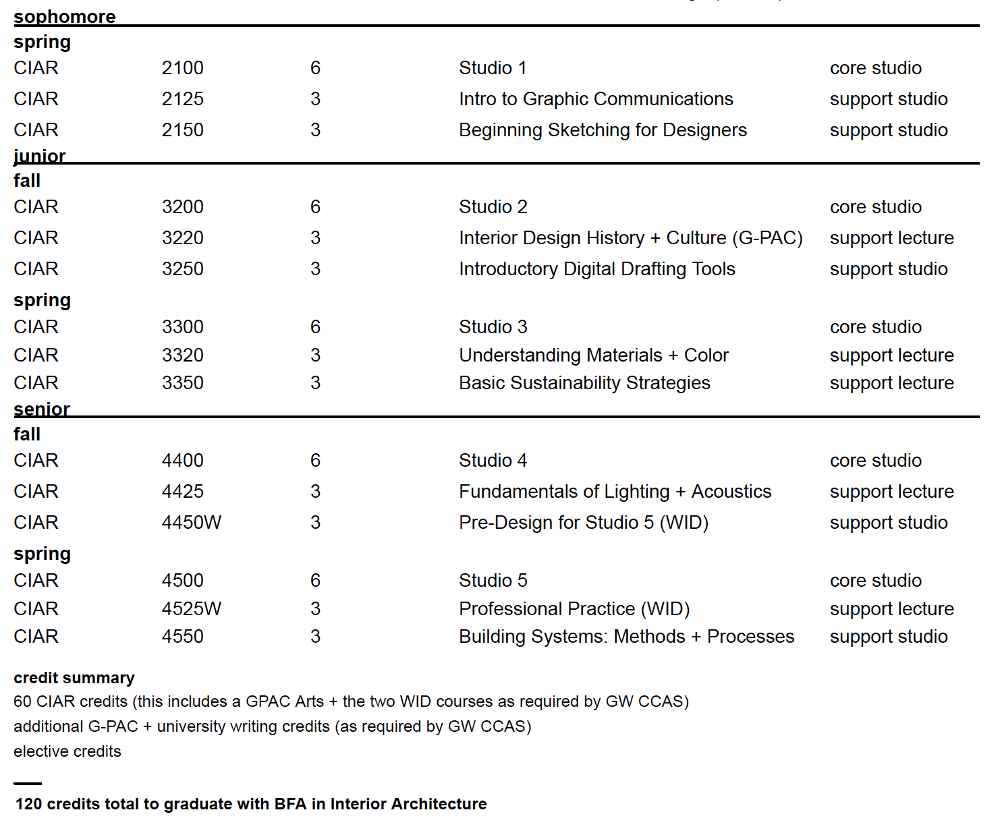 sophomore
spring
CIAR 2100 6 Studio 1 core studio
CIAR 2125 3 Intro to Graphic Communications support studio
CIAR 2150 3 Beginning Sketching for Designers support studio
junior
fall
CIAR 3200 6 Studio 2 core studio
CIAR 3220 3 Interior Design History + Culture (G-PAC) support lecture
CIAR 3250 3 Introductory Digital Drafting Tools support studio
spring
CIAR 3300 6 Studio 3 core studio
CIAR 3320 3 Understanding Materials + Color support lecture
CIAR 3350 3 Basic Sustainability Strategies support lecture
senior
fall
CIAR 4400 6 Studio 4 core studio
CIAR 4425 3 Fundamentals of Lighting + Acoustics support lecture
CIAR 4450W 3 Pre-Design for Studio 5 (WID) support studio
spring
CIAR 4500 6 Studio 5 core studio
CIAR 4525W 3 Professional Practice (WID) support lecture
CIAR 4550 3 Building Systems: Methods + Processes support studio
credit summary
60 CIAR credits (this includes a GPAC Arts + the two WID courses as required by GW CCAS)
additional G-PAC + university writing credits (as required by GW CCAS)
elective credits
120 credits total to graduate with BFA in Interior Architecture